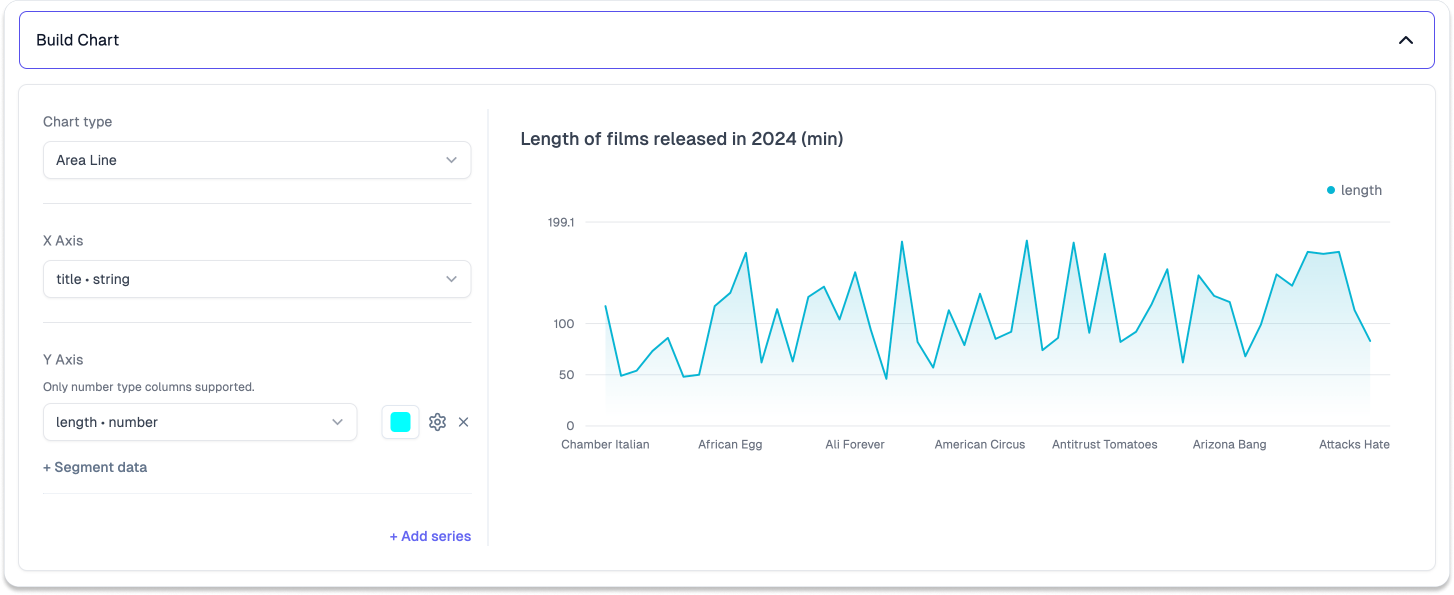 Build Chart
Chart type
Area Line
X Axis
title • string
Y Axis
Only number type columns supported.
length • number
+ Segment data
+ Add series
Length of films released in 2024 (min)
length
199.1
100
50
0
Chamber Italian African Egg Ali Forever American Circus Antitrust Tomatoes Arizona Bang Attacks Hate